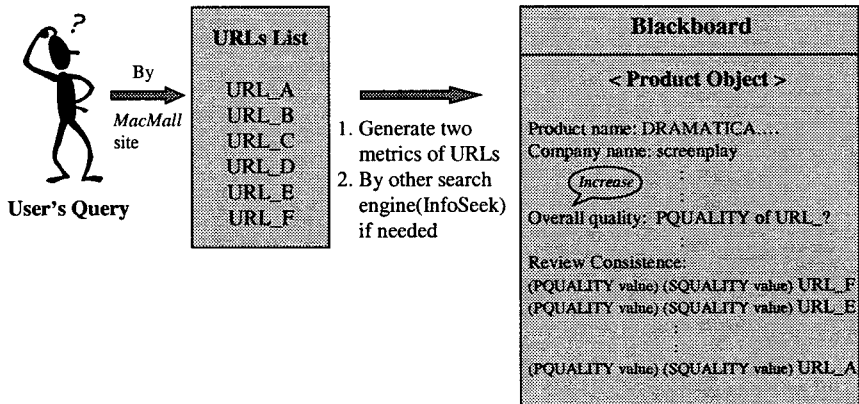 ?
By
MacMall
site
User's Query
URLs List
URL_A
URL_B
URL_C
URL_D
URL_E
URL_F
1. Generate two
metrics of URLs
2. By other search
engine(InfoSeek)
if needed
Blackboard
< Product Object >
Product name: DRAMATICA....
Company name: screenplay
Increase
Overall quality: PQUALITY of URL_?
Review Consistence:
(PQUALITY value) (SQUALITY value) URL_F
(PQUALITY value) (SQUALITY value) URL_E
(PQUALITY value) (SQUALITY value) URL_A